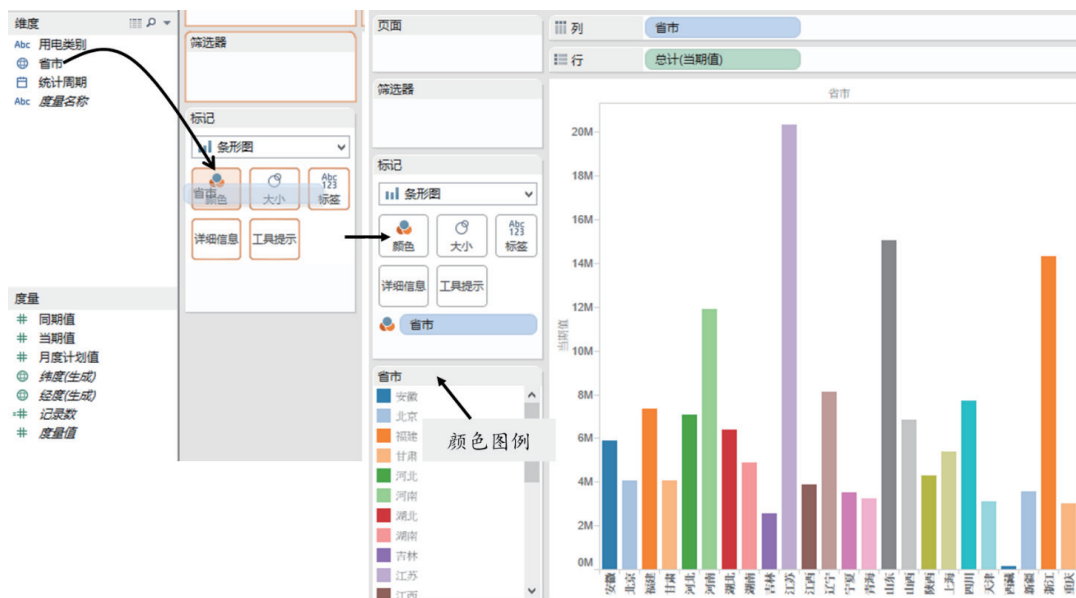 维度
Abc 用电类别
省市
统计周期
Abc 度量名称
度量
同期值
当期值
月度计划值
纬度(生成)
经度(生成)
记录数
度量值
筛选器
标记
条形图
省市
颜色
大小
Abc
123
标签
详细信息
工具提示
页面
筛选器
标记
条形图
颜色
大小
Abc
123
标签
详细信息
工具提示
省市
省市
安徽
北京
福建
甘肃
河北
河南
湖北
湖南
吉林
江苏
江西
颜色图例
列
省市
行
总计(当期值)
省市
当期值
20M
18M
16M
14M
12M
10M
8M
6M
4M
2M
0M
安徽
北京
福建
甘肃
河北
河南
湖北
湖南
吉林
江苏
江西
辽宁
宁夏
青海
山东
山西
陕西
上海
四川
天津
西藏
新疆
浙江
重庆